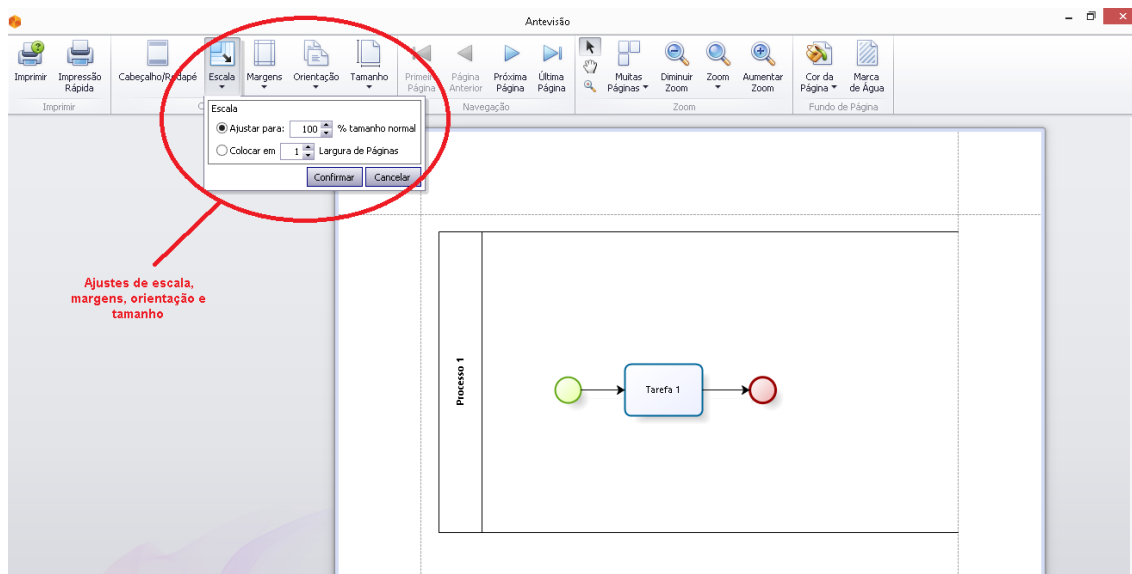 Antevisão
Imprimir
Impressão
Rápida
Cabeçalho/Rodapé
Escala
Margens
Orientação
Tamanho
Página
Anterior
Próxima
Página
Última
Página
Muitas
Páginas
Diminuir
Zoom
Zoom
Aumentar
Zoom
Cor da
Página
Marca
de Água
Imprimir
Navegação
Zoom
Fundo de Página
Escala
Ajustar para: 100 % tamanho normal
Colocar em 1 Largura de Páginas
Confirmar Cancelar
Ajustes de escala,
margens, orientação e
tamanho
Processo 1
Tarefa 1